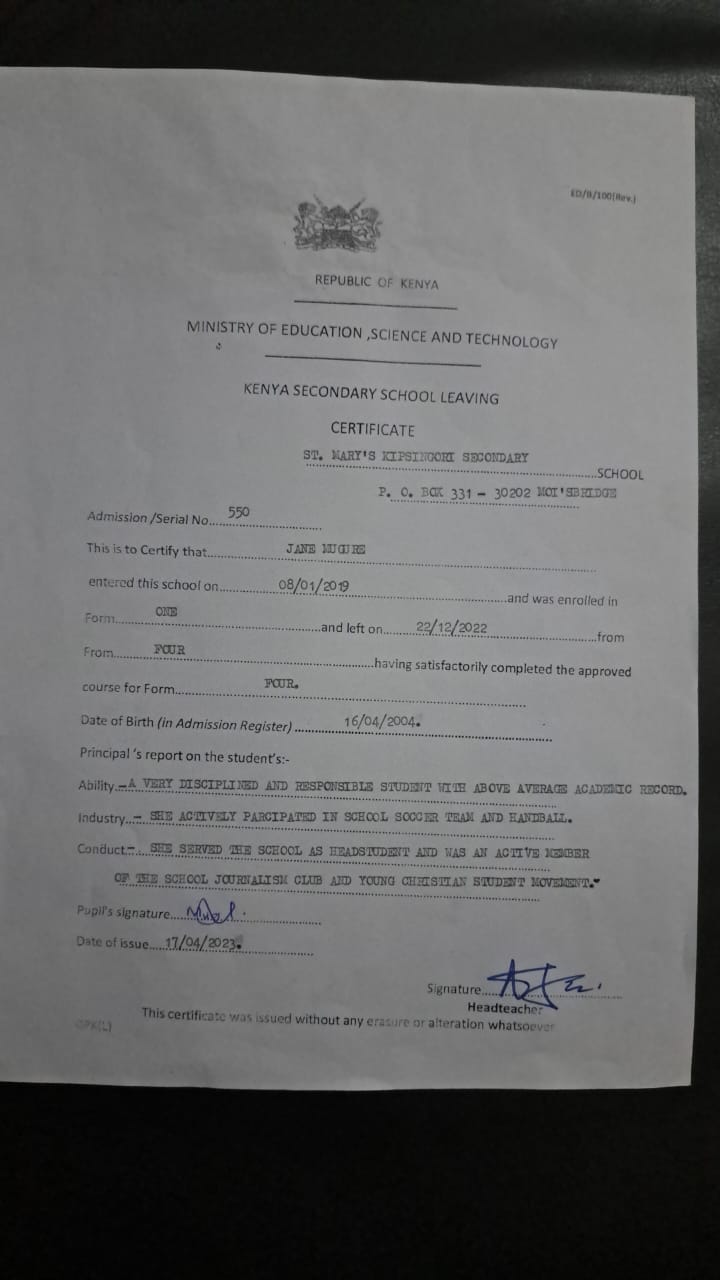 ED/B/100(Rev.)
REPUBLIC OF KENYA
MINISTRY OF EDUCATION ,SCIENCE AND TECHNOLOGY
KENYA SECONDARY SCHOOL LEAVING
CERTIFICATE
ST. MARY'S KIPSINGORI SECONDARY SCHOOL
P. O. BOX 331 - 30202 MOI'SBRIDGE
Admission /Serial No. 550
This is to Certify that JANE MUGURE
entered this school on 08/01/2019 and was enrolled in
Form ONE and left on 22/12/2022 from
From FOUR having satisfactorily completed the approved
course for Form FOUR.
Date of Birth (in Admission Register) 16/04/2004.
Principal 's report on the student's:-
Ability - A VERY DISCIPLINED AND RESPONSIBLE STUDENT WITH ABOVE AVERAGE ACADEMIC RECORD.
Industry - SHE ACTIVELY PARCIPATED IN SCHOOL SOCCER TEAM AND HANDBALL.
Conduct - SHE SERVED THE SCHOOL AS HEADSTUDENT AND WAS AN ACTIVE MEMBER
OF THE SCHOOL JOURNALISM CLUB AND YOUNG CHRISTIAN STUDENT MOVEMENT."
Pupil's signature
Date of issue 17/04/2023.
Signature
Headteacher
This certificate was issued without any erasure or alteration whatsoever
GPK(L)